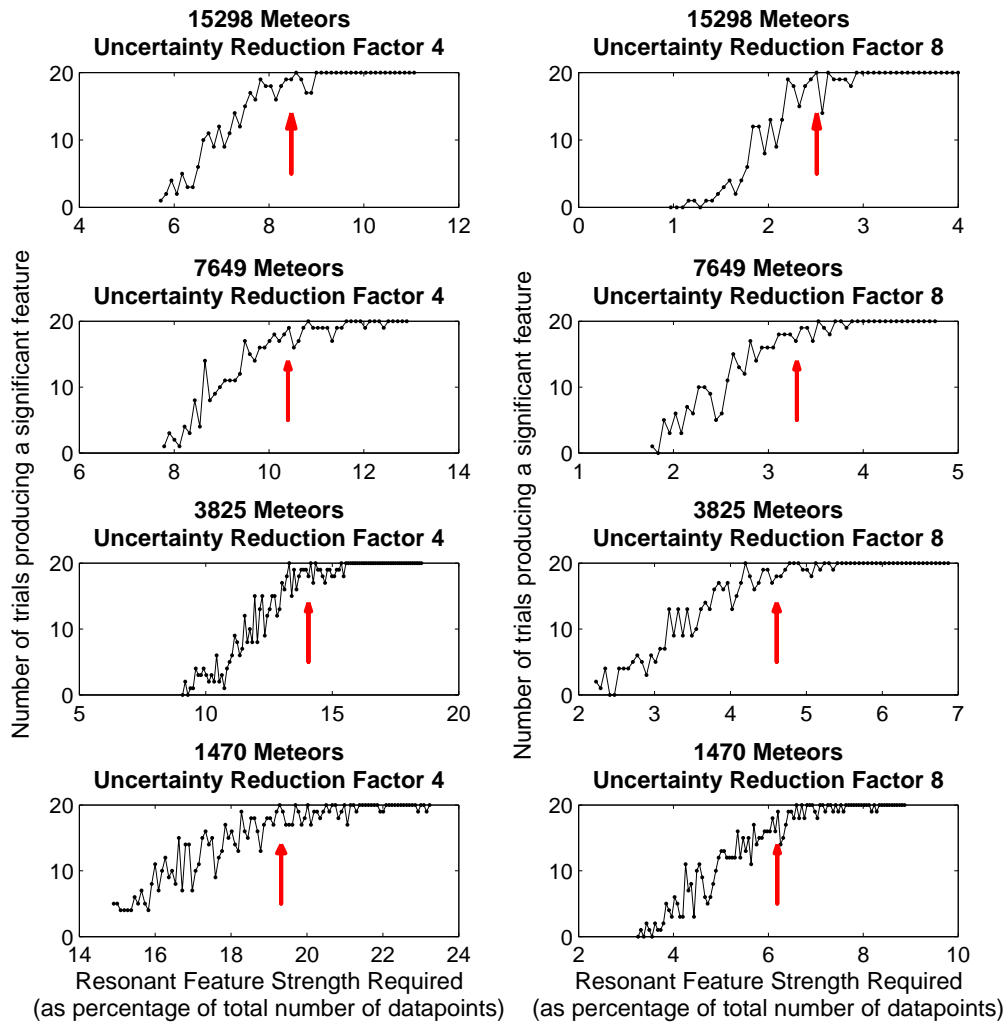 15298 Meteors
Uncertainty Reduction Factor 4
20
10
0
4
6
8
10
12
15298 Meteors
Uncertainty Reduction Factor 8
20
10
0
0
1
2
3
4
7649 Meteors
Uncertainty Reduction Factor 4
20
10
0
6
8
10
12
14
7649 Meteors
Uncertainty Reduction Factor 8
20
10
0
1
2
3
4
5
3825 Meteors
Uncertainty Reduction Factor 4
20
10
0
5
10
15
20
3825 Meteors
Uncertainty Reduction Factor 8
20
10
0
2
3
4
5
6
7
1470 Meteors
Uncertainty Reduction Factor 4
20
10
0
14
16
18
20
22
24
1470 Meteors
Uncertainty Reduction Factor 8
20
10
0
2
4
6
8
10
Number of trials producing a significant feature
Number of trials producing a significant feature
Resonant Feature Strength Required
(as percentage of total number of datapoints)
Resonant Feature Strength Required
(as percentage of total number of datapoints)